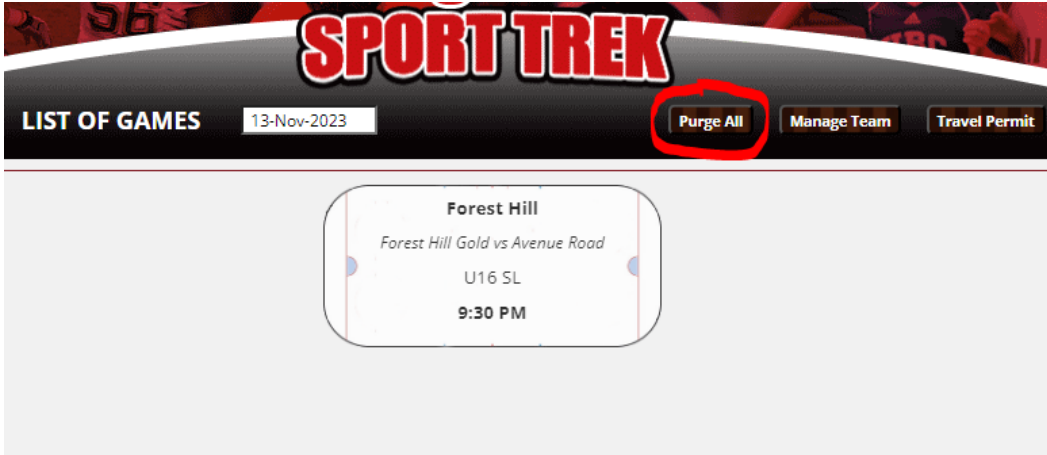 SPORT TREK
LIST OF GAMES 13-Nov-2023 Purge All Manage Team Travel Permit
Forest Hill
Forest Hill Gold vs Avenue Road
U16 SL
9:30 PM